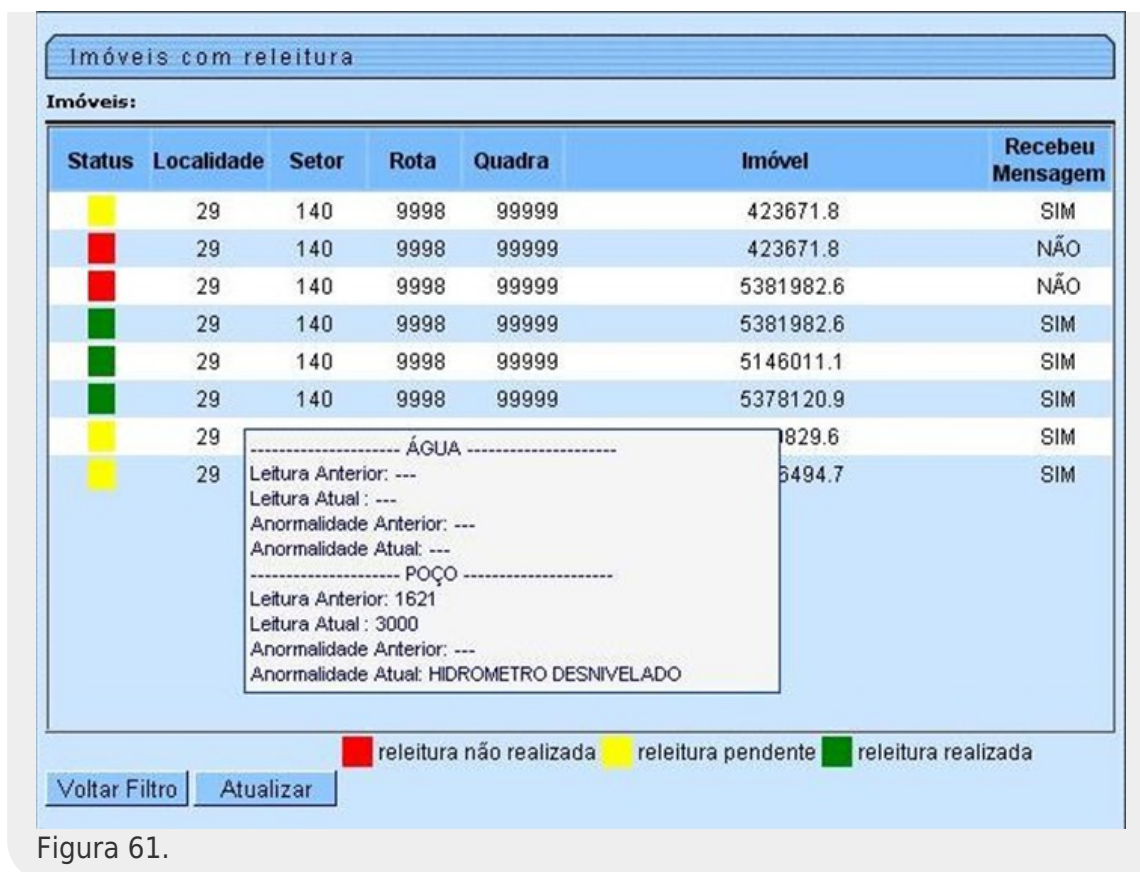 Imóveis com releitura
Imóveis:
Status Localidade Setor Rota Quadra Imóvel Recebeu Mensagem
29 140 9998 99999 423671.8 SIM
29 140 9998 99999 423671.8 NÃO
29 140 9998 99999 5381982.6 NÃO
29 140 9998 99999 5381982.6 SIM
29 140 9998 99999 5146011.1 SIM
29 140 9998 99999 5378120.9 SIM
29 829.6 SIM
29 6494.7 SIM
--------------------- ÁGUA ---------------------
Leitura Anterior: ---
Leitura Atual : ---
Anormalidade Anterior: ---
Anormalidade Atual: ---
--------------------- POÇO ---------------------
Leitura Anterior: 1621
Leitura Atual : 3000
Anormalidade Anterior: ---
Anormalidade Atual: HIDROMETRO DESNIVELADO
releitura não realizada releitura pendente releitura realizada
Voltar Filtro Atualizar
Figura 61.